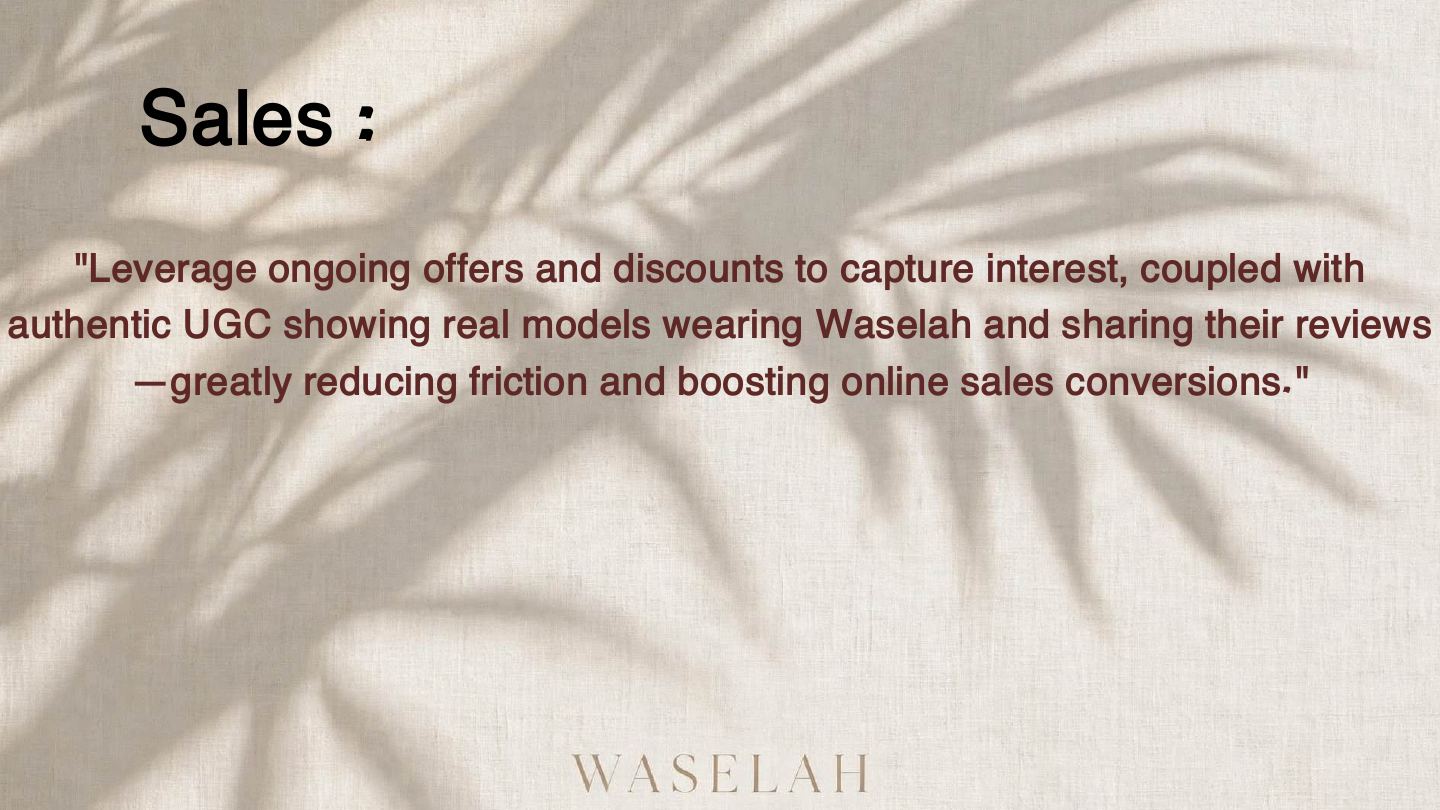 Sales :
"Leverage ongoing offers and discounts to capture interest, coupled with
authentic UGC showing real models wearing Waselah and sharing their reviews
—greatly reducing friction and boosting online sales conversions."
WASELAH